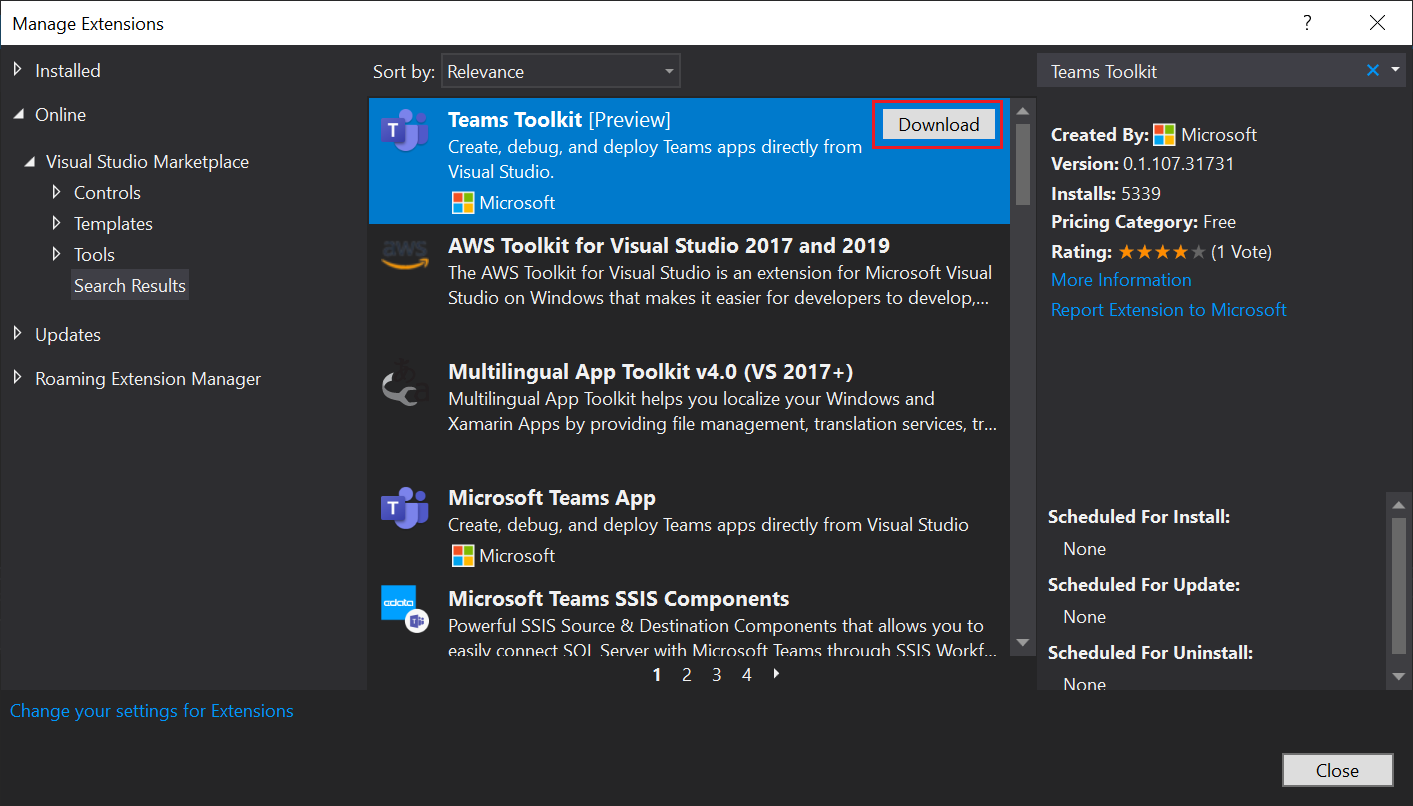 Manage Extensions
?
Installed
Online
Visual Studio Marketplace
Controls
Templates
Tools
Search Results
Updates
Roaming Extension Manager
Sort by: Relevance
Teams Toolkit [Preview]
Download
Create, debug, and deploy Teams apps directly from
Visual Studio.
Microsoft
aws
AWS Toolkit for Visual Studio 2017 and 2019
The AWS Toolkit for Visual Studio is an extension for Microsoft Visual
Studio on Windows that makes it easier for developers to develop,...
Multilingual App Toolkit v4.0 (VS 2017+)
Multilingual App Toolkit helps you localize your Windows and
Xamarin Apps by providing file management, translation services, tr...
Microsoft Teams App
Create, debug, and deploy Teams apps directly from Visual Studio
Microsoft
cdata
Microsoft Teams SSIS Components
Powerful SSIS Source & Destination Components that allows you to
easily connect SQL Server with Microsoft Teams through SSIS Workf...
1 2 3 4
Teams Toolkit
Created By: Microsoft
Version: 0.1.107.31731
Installs: 5339
Pricing Category: Free
Rating: (1 Vote)
More Information
Report Extension to Microsoft
Scheduled For Install:
None
Scheduled For Update:
None
Scheduled For Uninstall:
None
Change your settings for Extensions
Close